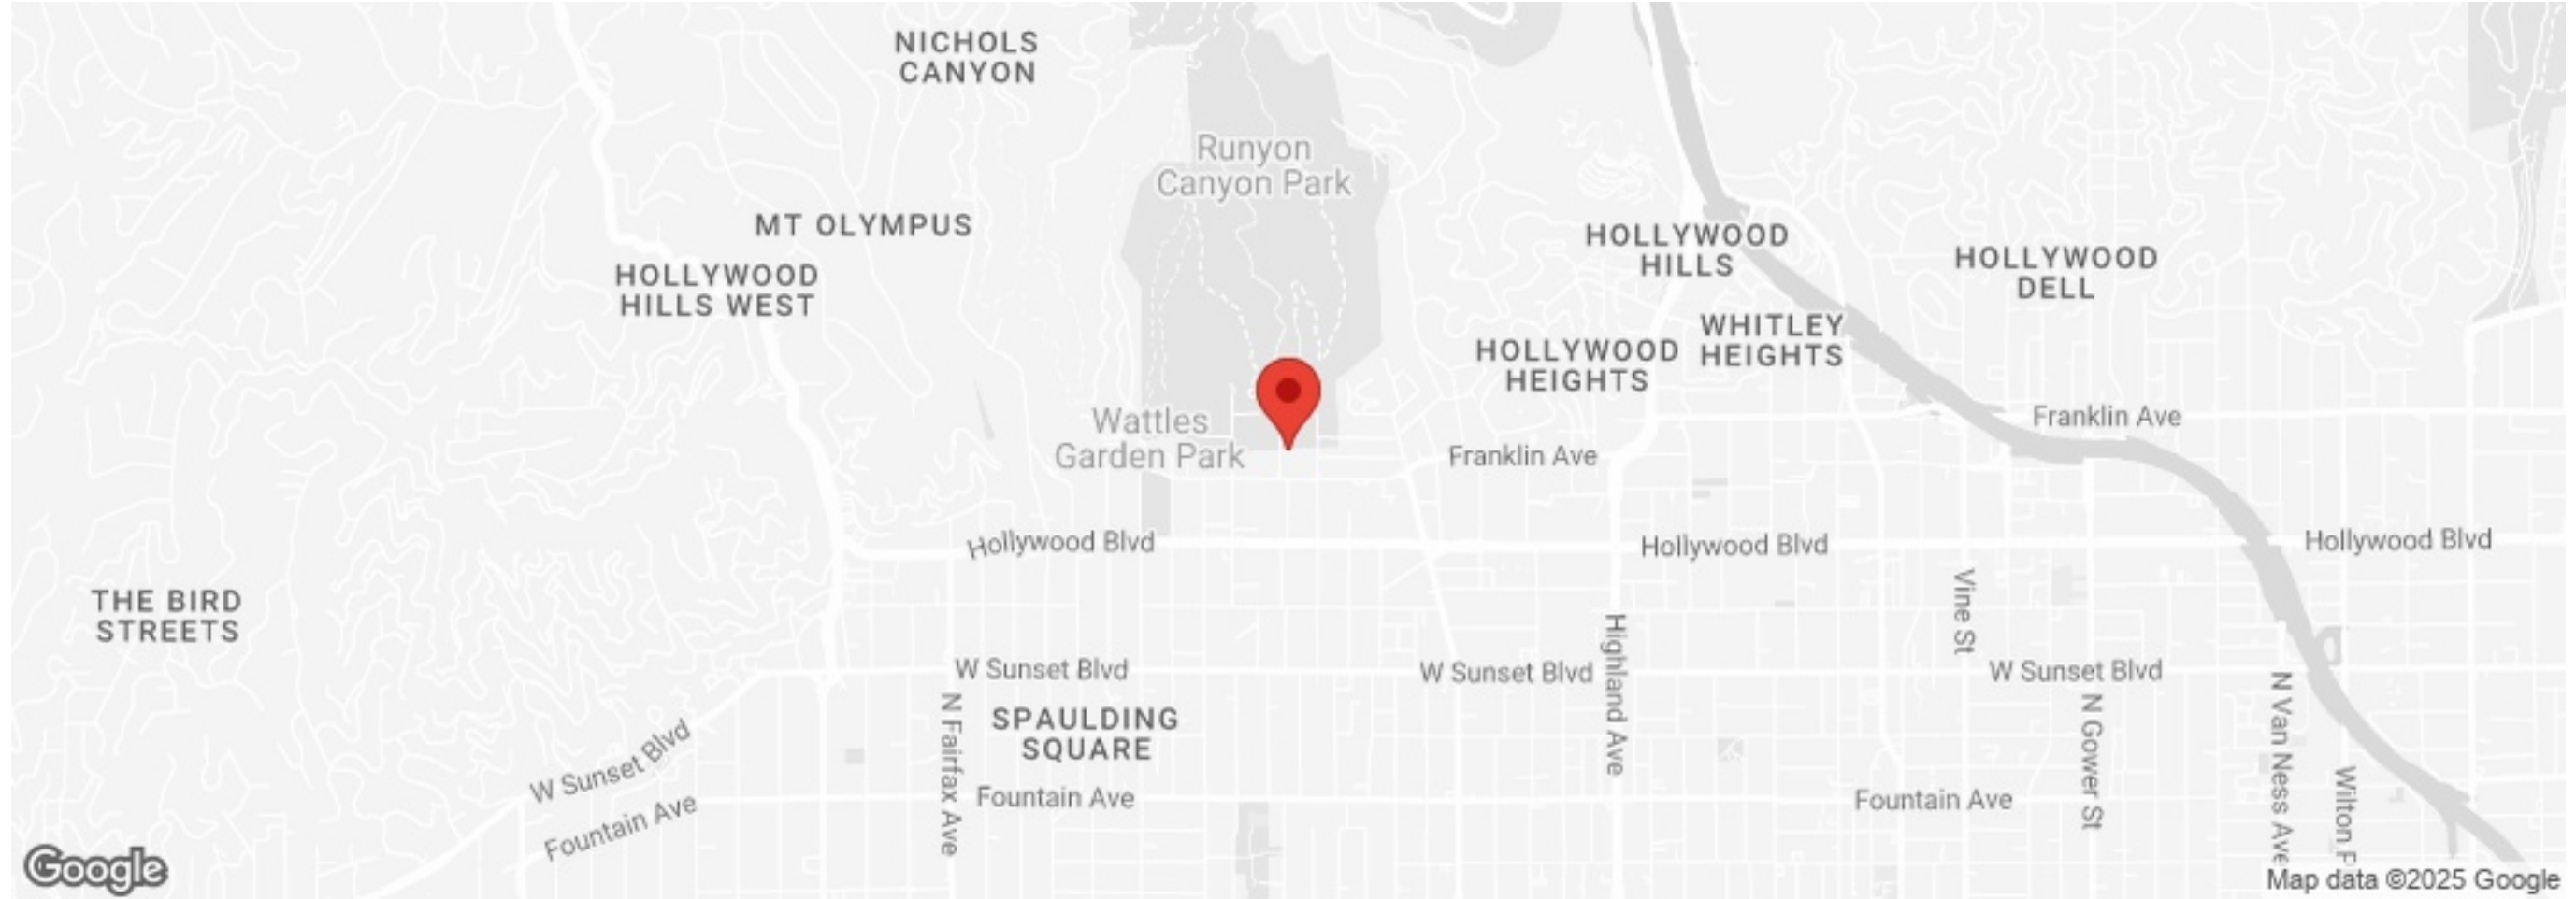 NICHOLS
CANYON
Runyon
Canyon Park
MT OLYMPUS
HOLLYWOOD
HILLS WEST
HOLLYWOOD
HILLS
HOLLYWOOD
DELL
WHITLEY
HEIGHTS
HOLLYWOOD
HEIGHTS
Wattles
Garden Park
Franklin Ave
Franklin Ave
Hollywood Blvd
Hollywood Blvd
Hollywood Blvd
THE BIRD
STREETS
Vine St
Highland Ave
W Sunset Blvd
W Sunset Blvd
W Sunset Blvd
N Fairfax Ave
SPAULDING
SQUARE
N Gower St
N Van Ness Ave
W Sunset Blvd
Fountain Ave
Fountain Ave
Fountain Ave
Wilton P
Google
Map data ©2025 Google